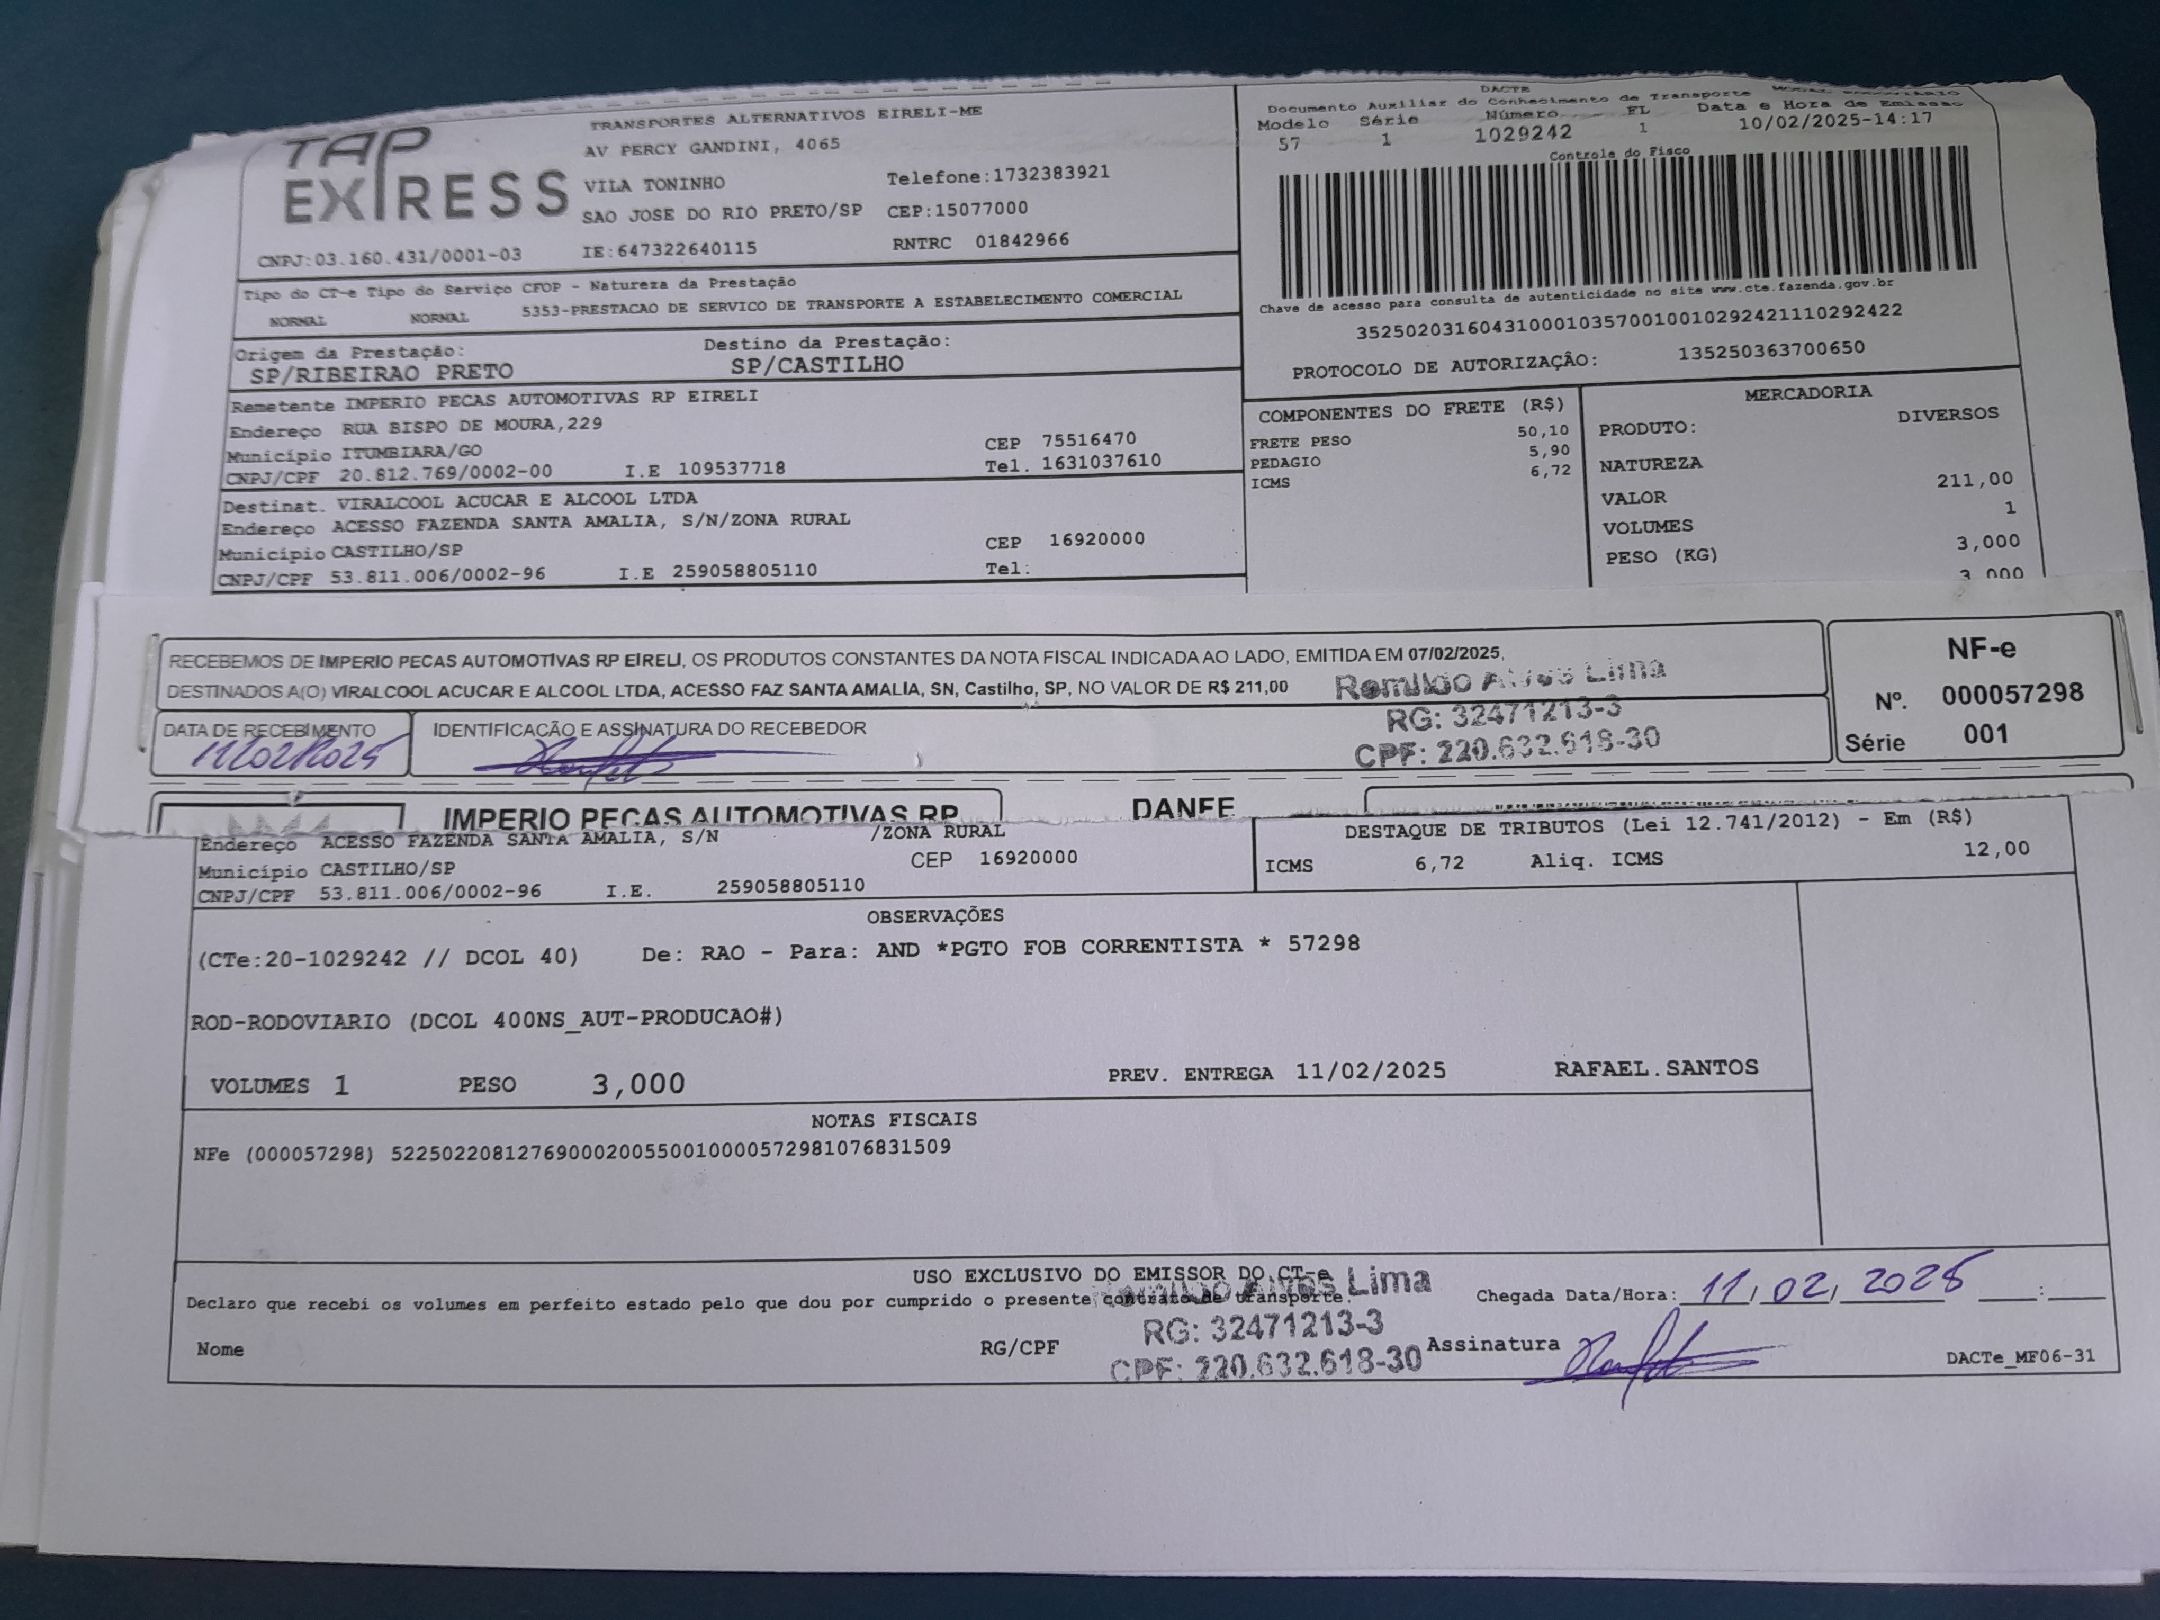 TAP EXPRESS
TRANSPORTES ALTERNATIVOS EIRELI-ME
AV PERCY GANDINI, 4065
VILA TONINHO Telefone:1732383921
SAO JOSE DO RIO PRETO/SP CEP:15077000
CNPJ:03.160.431/0001-03 IE:647322640115 RNTRC 01842966
DACTE
Documento Auxiliar do Conhecimento de Transporte
Modelo Série Número FL Data e Hora de Emissao
57 1 1029242 1 10/02/2025-14:17
Controle do Fisco
Chave de acesso para consulta de autenticidade no site www.cte.fazenda.gov.br
35250203160431000103570010010292421110292422
PROTOCOLO DE AUTORIZAÇÂO: 135250363700650
Tipo do CT-e Tipo do Serviço CFOP - Natureza da Prestação
NORMAL NORMAL 5353-PRESTACAO DE SERVICO DE TRANSPORTE A ESTABELECIMENTO COMERCIAL
Origem da Prestação: Destino da Prestação:
SP/RIBEIRAO PRETO SP/CASTILHO
Remetente IMPERIO PECAS AUTOMOTIVAS RP EIRELI
Endereço RUA BISPO DE MOURA,229
Município ITUMBIARA/GO CEP 75516470
CNPJ/CPF 20.812.769/0002-00 I.E 109537718 Tel. 1631037610
Destinat. VIRALCOOL ACUCAR E ALCOOL LTDA
Endereço ACESSO FAZENDA SANTA AMALIA, S/N/ZONA RURAL
Município CASTILHO/SP CEP 16920000
CNPJ/CPF 53.811.006/0002-96 I.E 259058805110 Tel:
COMPONENTES DO FRETE (R$)
FRETE PESO 50,10
PEDAGIO 5,90
ICMS 6,72
MERCADORIA
PRODUTO: DIVERSOS
NATUREZA
VALOR 211,00
VOLUMES 1
PESO (KG) 3,000
3,000
RECEBEMOS DE IMPERIO PECAS AUTOMOTIVAS RP EIRELI, OS PRODUTOS CONSTANTES DA NOTA FISCAL INDICADA AO LADO, EMITIDA EM 07/02/2025,
DESTINADOS A(O) VIRALCOOL ACUCAR E ALCOOL LTDA, ACESSO FAZ SANTA AMALIA, SN, Castilho, SP, NO VALOR DE R$ 211,00
Romildo Alves Lima
RG: 32471213-3
CPF: 220.632.618-30
DATA DE RECEBIMENTO IDENTIFICAÇÃO E ASSINATURA DO RECEBEDOR
11/02/2025
NF-e
Nº. 000057298
Série 001
IMPERIO PECAS AUTOMOTIVAS RP DANFE
Endereço ACESSO FAZENDA SANTA AMALIA, S/N /ZONA RURAL
Município CASTILHO/SP CEP 16920000
CNPJ/CPF 53.811.006/0002-96 I.E. 259058805110
DESTAQUE DE TRIBUTOS (Lei 12.741/2012) - Em (R$)
ICMS 6,72 Aliq. ICMS 12,00
OBSERVAÇÕES
(CTe:20-1029242 // DCOL 40) De: RAO - Para: AND *PGTO FOB CORRENTISTA * 57298
ROD-RODOVIARIO (DCOL 400NS_AUT-PRODUCAO#)
VOLUMES 1 PESO 3,000 PREV. ENTREGA 11/02/2025 RAFAEL.SANTOS
NOTAS FISCAIS
NFe (000057298) 52250220812769000200550010000572981076831509
USO EXCLUSIVO DO EMISSOR DO CT-e
Declaro que recebi os volumes em perfeito estado pelo que dou por cumprido o presente contrato de transporte.
Chegada Data/Hora: 11/02/2025 :
Romildo Alves Lima
RG: 32471213-3
CPF: 220.632.618-30
Nome RG/CPF Assinatura
DACTe_MF06-31